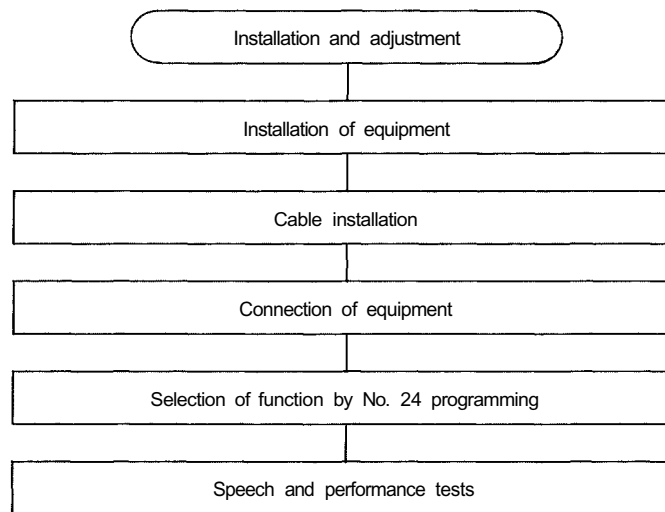 Installation and adjustment
Installation of equipment
Cable installation
Connection of equipment
Selection of function by No. 24 programming
Speech and performance tests